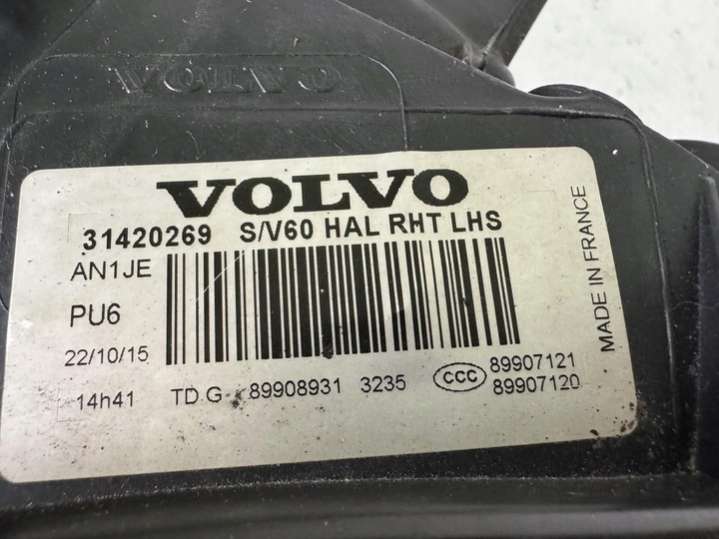 VOLVO
VOLVO
31420269 S/V60 HAL RHT LHS
AN1JE
PU6
22/10/15
14h41 TD G 89908931 3235 CCC 89907121
89907120
MADE IN FRANCE